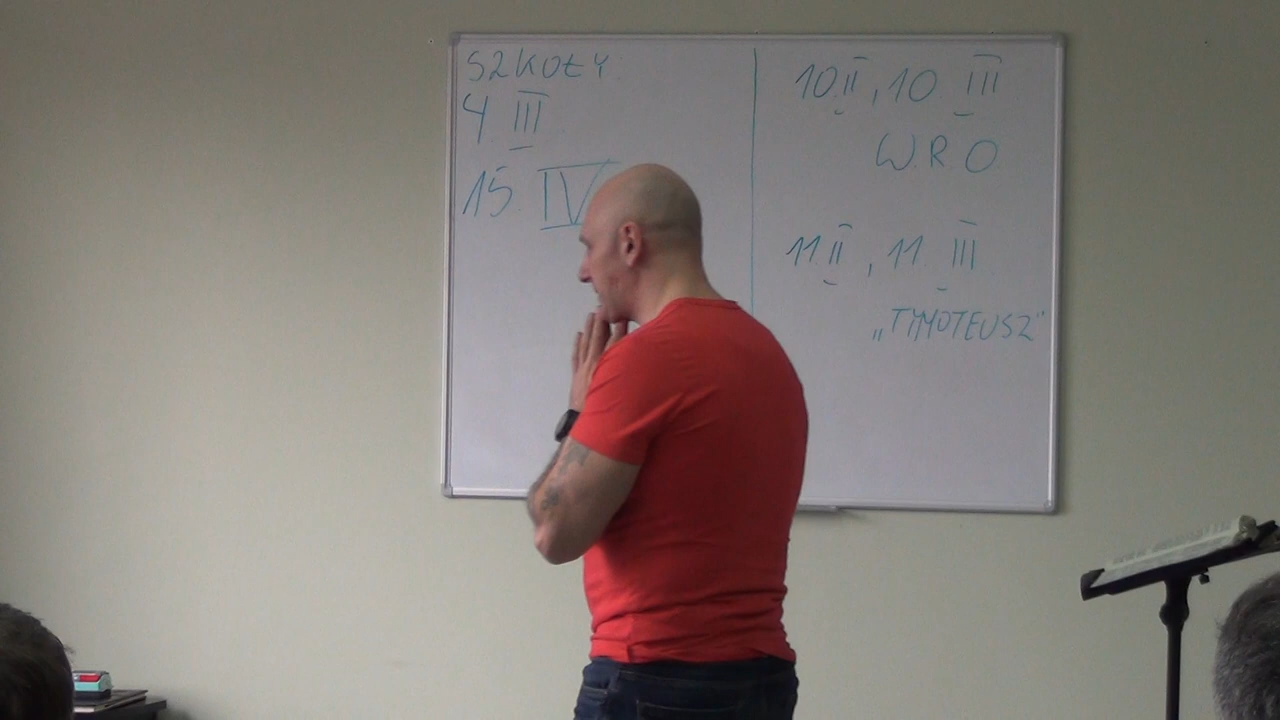 SZKOŁY
4 III
15 IV
10 II, 10 III
WRO
11 II, 11 III
„TYMOTEUSZ”